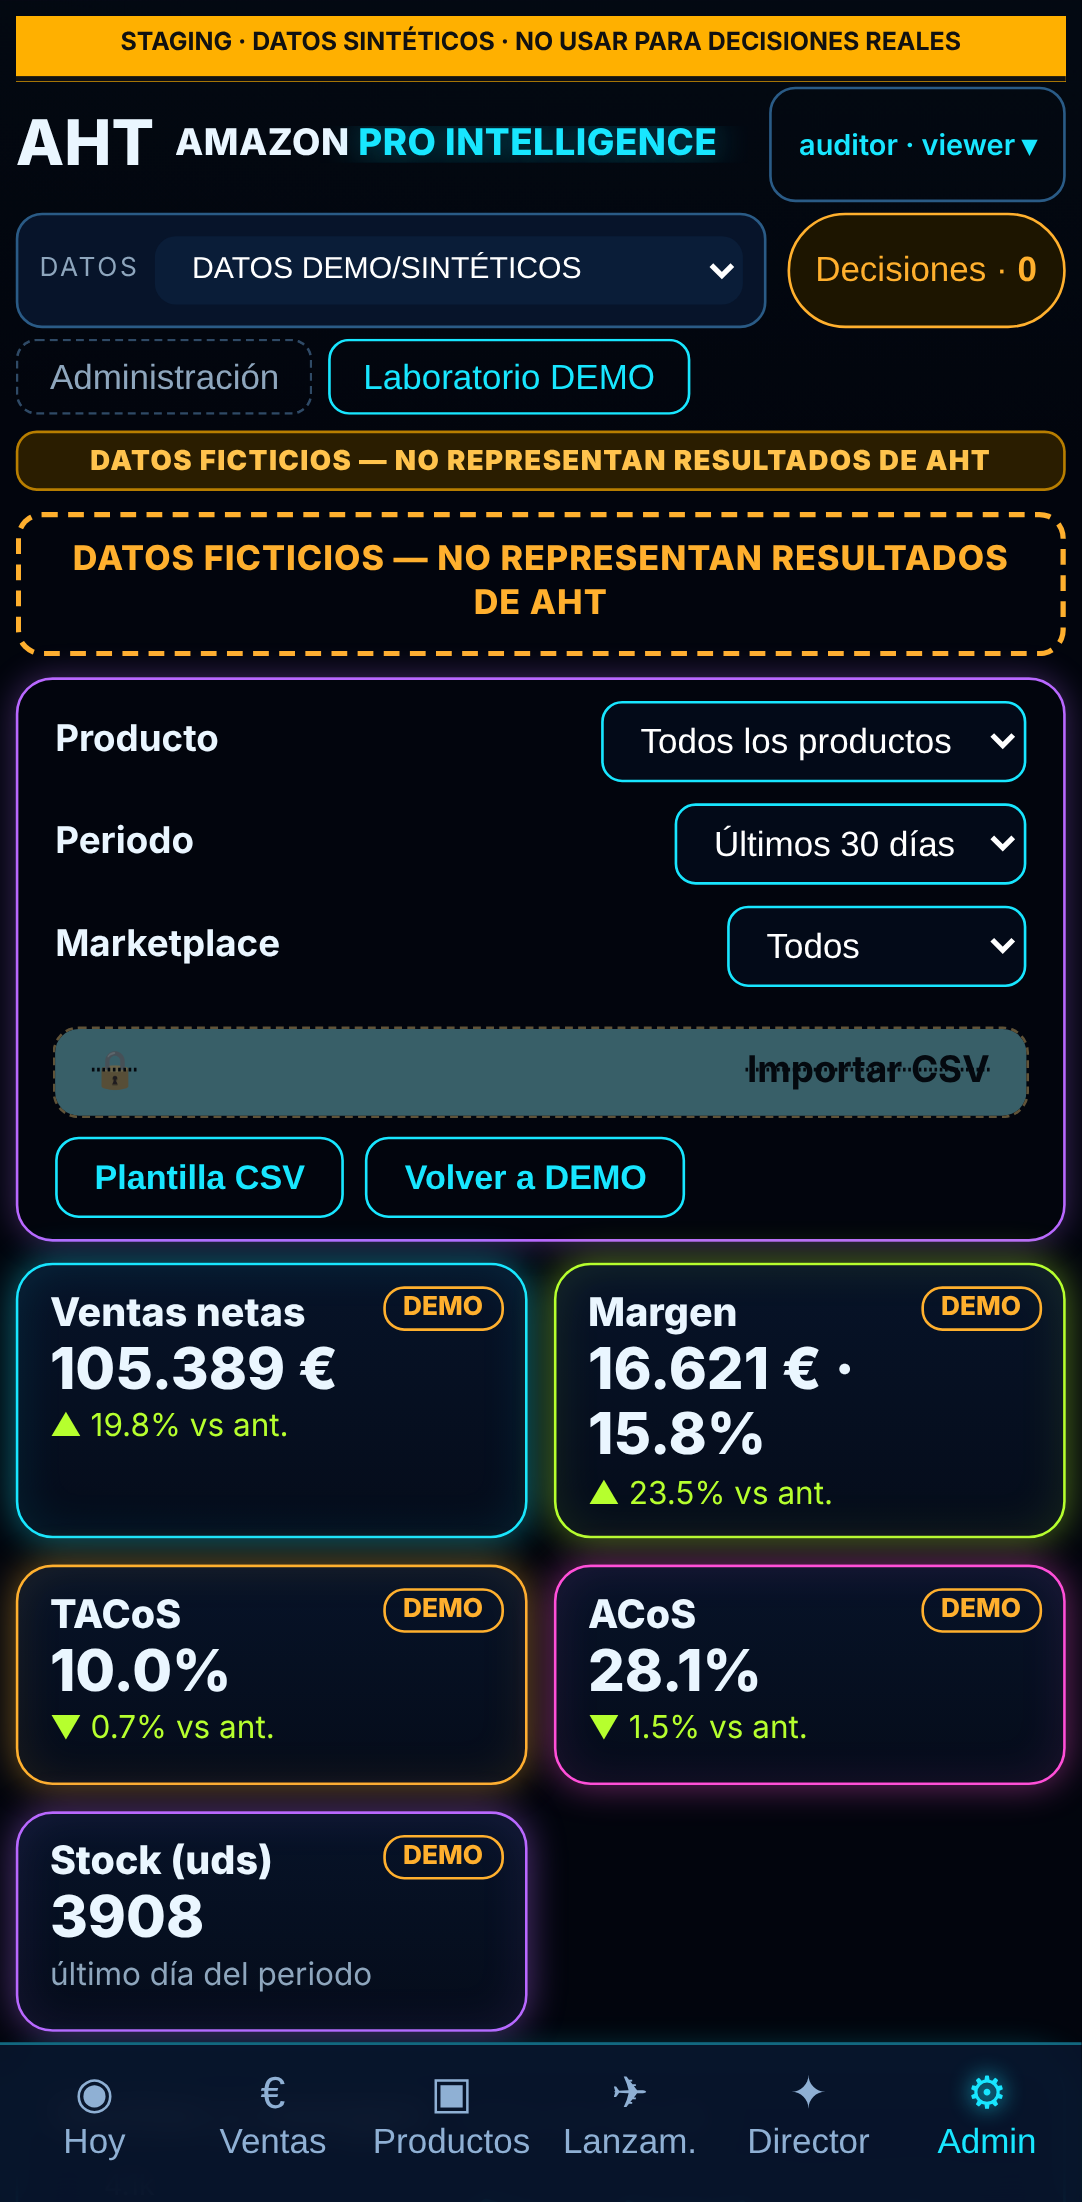 STAGING · DATOS SINTÉTICOS · NO USAR PARA DECISIONES REALES
AHT AMAZON PRO INTELLIGENCE
auditor · viewer ▾
DATOS DATOS DEMO/SINTÉTICOS
Decisiones · 0
Administración
Laboratorio DEMO
DATOS FICTICIOS — NO REPRESENTAN RESULTADOS DE AHT
DATOS FICTICIOS — NO REPRESENTAN RESULTADOS
DE AHT
Producto
Todos los productos
Periodo
Últimos 30 días
Marketplace
Todos
🔒 Importar CSV
Plantilla CSV
Volver a DEMO
Ventas netas
DEMO
105.389 €
▲ 19.8% vs ant.
Margen
DEMO
16.621 € ·
15.8%
▲ 23.5% vs ant.
TACoS
DEMO
10.0%
▼ 0.7% vs ant.
ACoS
DEMO
28.1%
▼ 1.5% vs ant.
Stock (uds)
DEMO
3908
último día del periodo
Hoy
€
Ventas
Productos
Lanzam.
Director
Admin